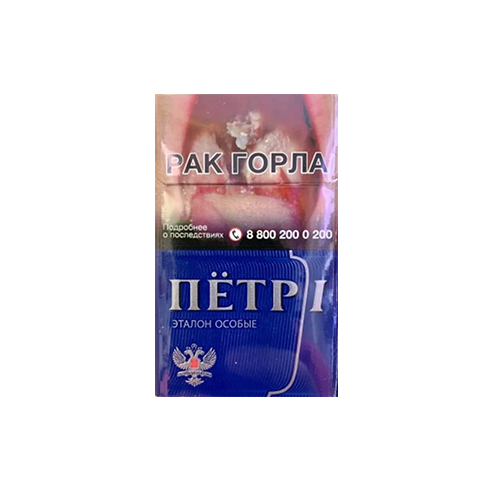 РАК ГОРЛА
Подробнее
о последствиях
8 800 200 0 200
ПЁТР I
ЭТАЛОН ОСОБЫЕ